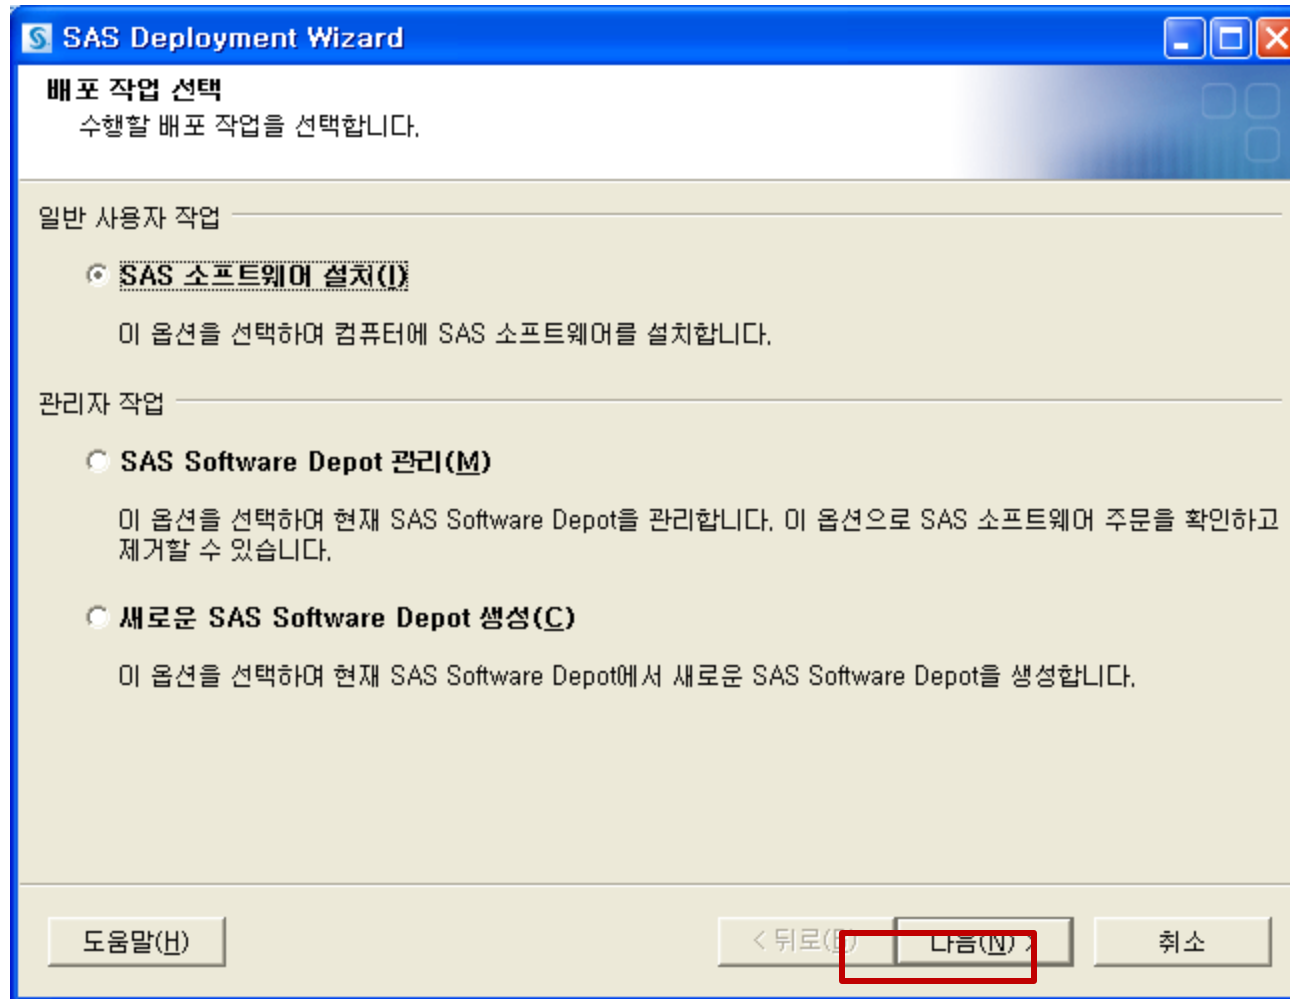 SAS Deployment Wizard
배포 작업 선택
수행할 배포 작업을 선택합니다.
일반 사용자 작업
SAS 소프트웨어 설치(I)
이 옵션을 선택하여 컴퓨터에 SAS 소프트웨어를 설치합니다.
관리자 작업
SAS Software Depot 관리(M)
이 옵션을 선택하여 현재 SAS Software Depot을 관리합니다. 이 옵션으로 SAS 소프트웨어 주문을 확인하고
제거할 수 있습니다.
새로운 SAS Software Depot 생성(C)
이 옵션을 선택하여 현재 SAS Software Depot에서 새로운 SAS Software Depot을 생성합니다.
도움말(H) < 뒤로(B) 다음(N) > 취소